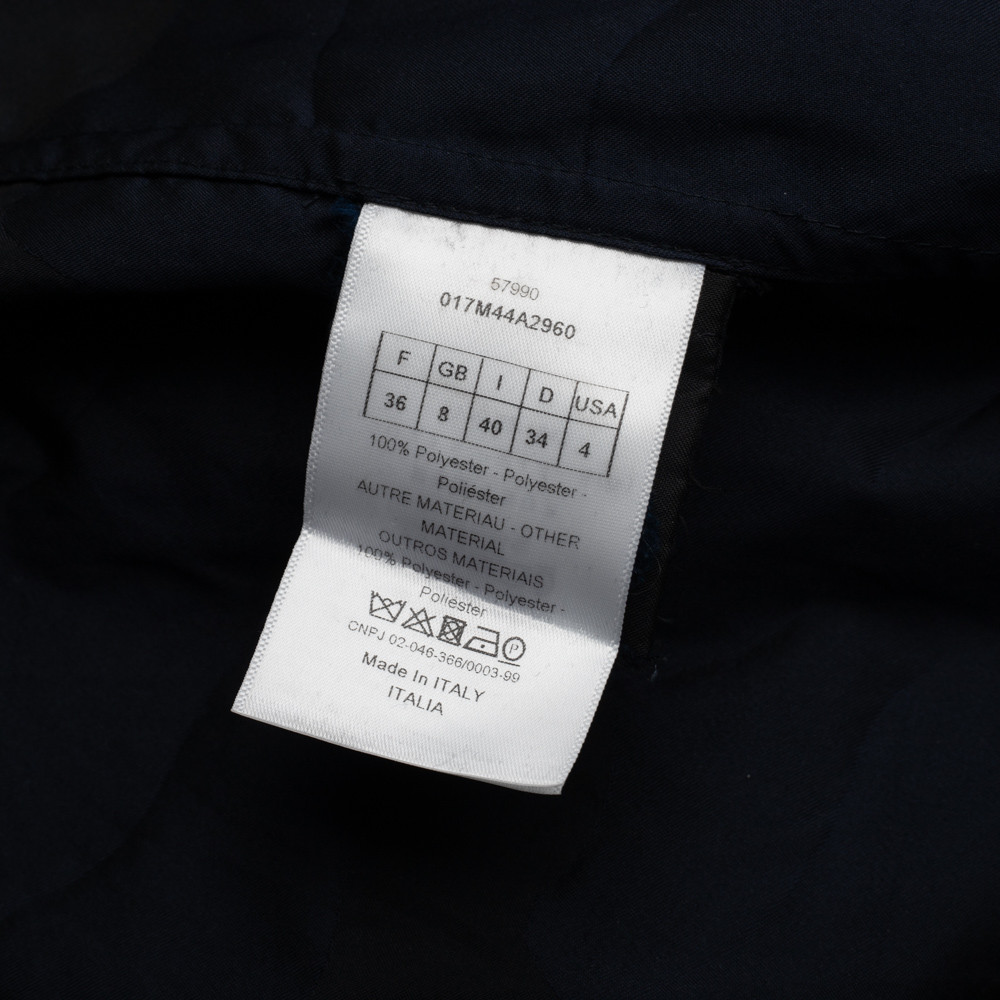 57990
017M44A2960
F GB I D USA
36 8 40 34 4
100% Polyester - Polyester -
Poliéster
AUTRE MATERIAU - OTHER
MATERIAL
OUTROS MATERIAIS
100% Polyester - Polyester -
Poliéster
P
CNPJ 02-046-366/0003-99
Made in ITALY
ITALIA